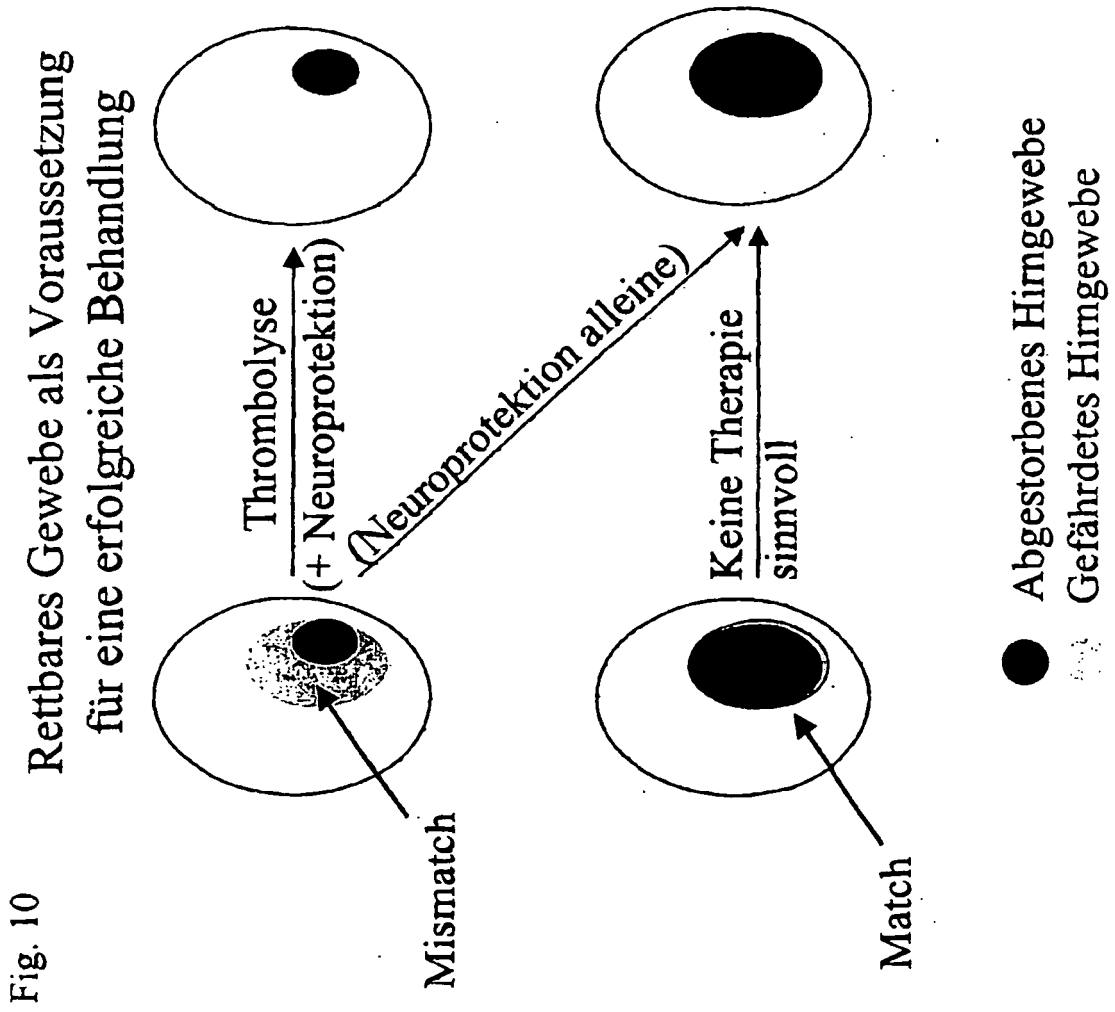 Fig. 10
Rettbares Gewebe als Voraussetzung
für eine erfolgreiche Behandlung
Mismatch
Thrombolyse
(+ Neuroprotektion)
(Neuroprotektion alleine)
Match
Keine Therapie
sinnvoll
Abgestorbenes Hirngewebe
Gefährdetes Hirngewebe